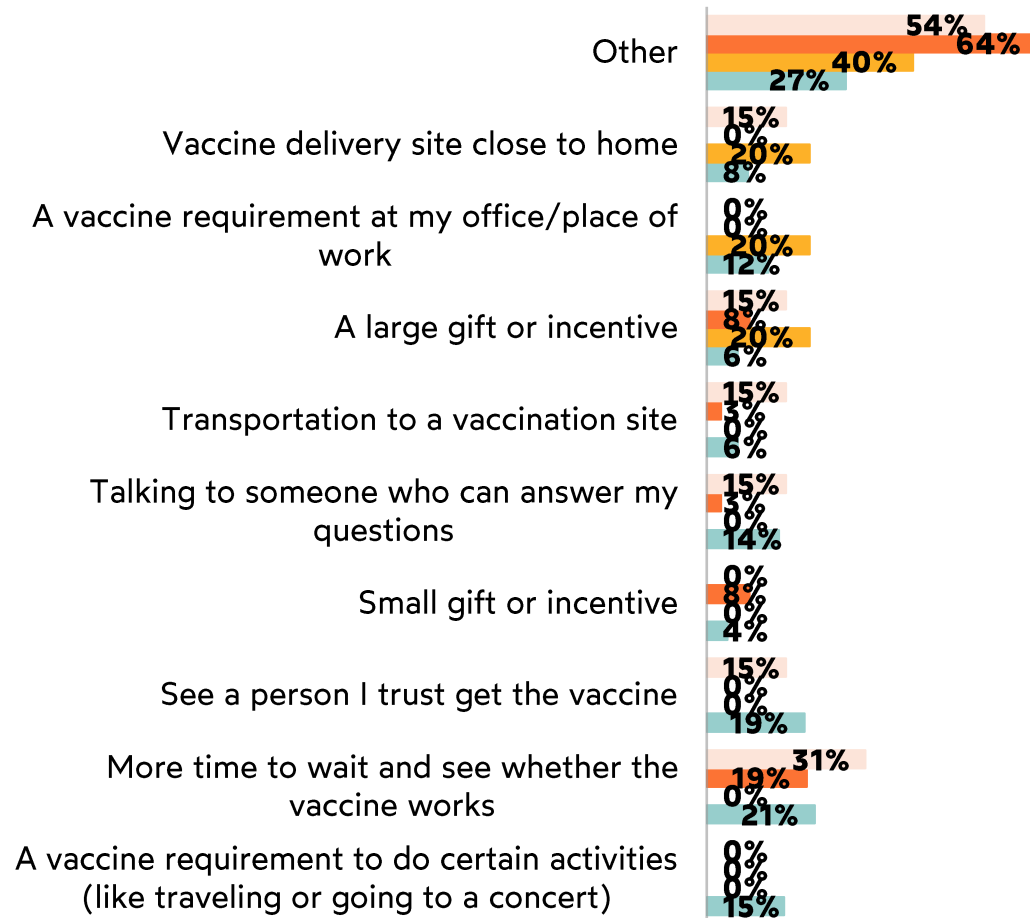 Other
54%
64%
40%
27%
Vaccine delivery site close to home
15%
0%
20%
8%
A vaccine requirement at my office/place of
work
0%
0%
20%
12%
A large gift or incentive
15%
8%
20%
6%
Transportation to a vaccination site
15%
3%
0%
6%
Talking to someone who can answer my
questions
15%
3%
0%
14%
Small gift or incentive
0%
8%
0%
4%
See a person I trust get the vaccine
15%
0%
0%
19%
More time to wait and see whether the
vaccine works
31%
19%
0%
21%
A vaccine requirement to do certain activities
(like traveling or going to a concert)
0%
0%
0%
15%